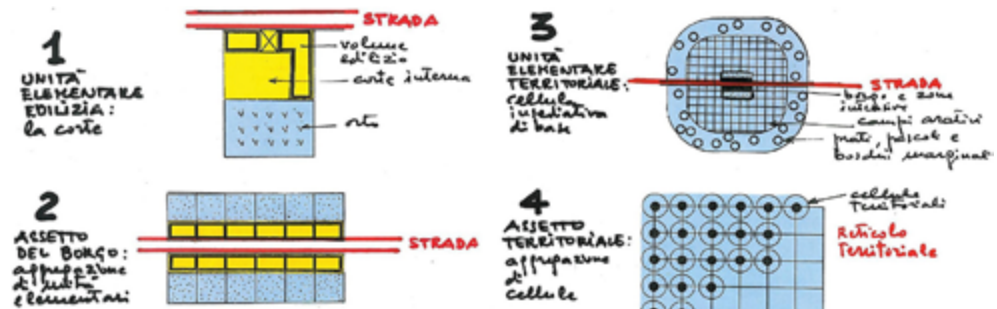 1
UNITÀ
ELEMENTARE
EDILIZIA:
la corte
STRADA
volume
edilizio
corte interna
orto
2
ASSETTO
DEL BORGO:
aggregazione
di unità
elementari
STRADA
3
UNITÀ
ELEMENTARE
TERRITORIALE:
cellula
insediativa
di base
STRADA
borgo e zone
intensive
campi arativi
prati, pascoli e
boschi marginali
4
ASSETTO
TERRITORIALE:
aggregazione
di
cellule
cellule
territoriali
Reticolo
Territoriale